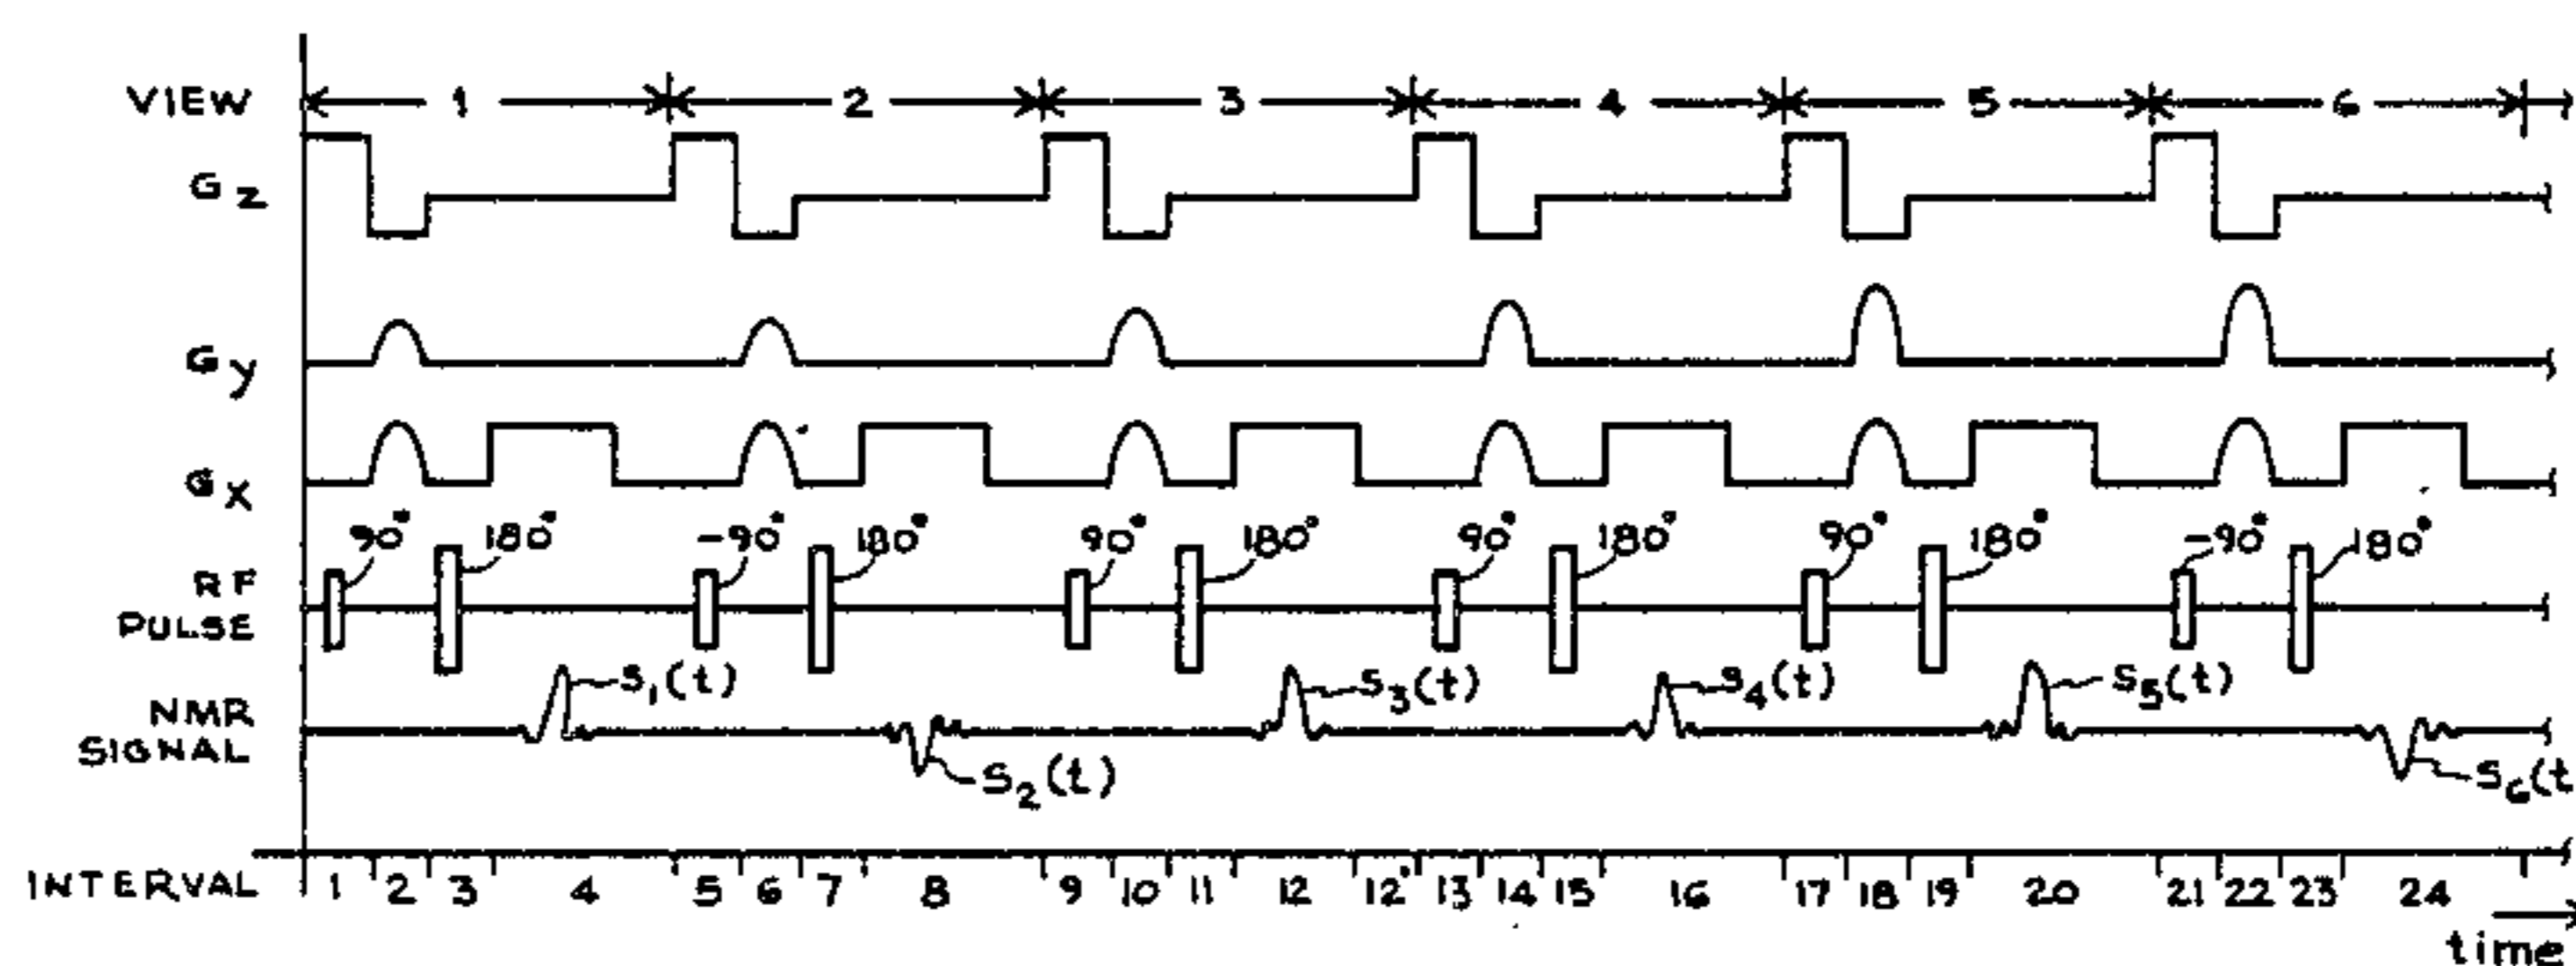 VIEW 1 2 3 4 5 6
Gz
Gy
Gx
90° 180° -90° 180° 90° 180° 90° 180° 90° 180° -90° 180°
RF
PULSE
S1(t) S3(t) S4(t) S5(t)
NMR
SIGNAL
S2(t) S6(t
INTERVAL 1 2 3 4 5 6 7 8 9 10 11 12 12' 13 14 15 16 17 18 19 20 21 22 23 24
time